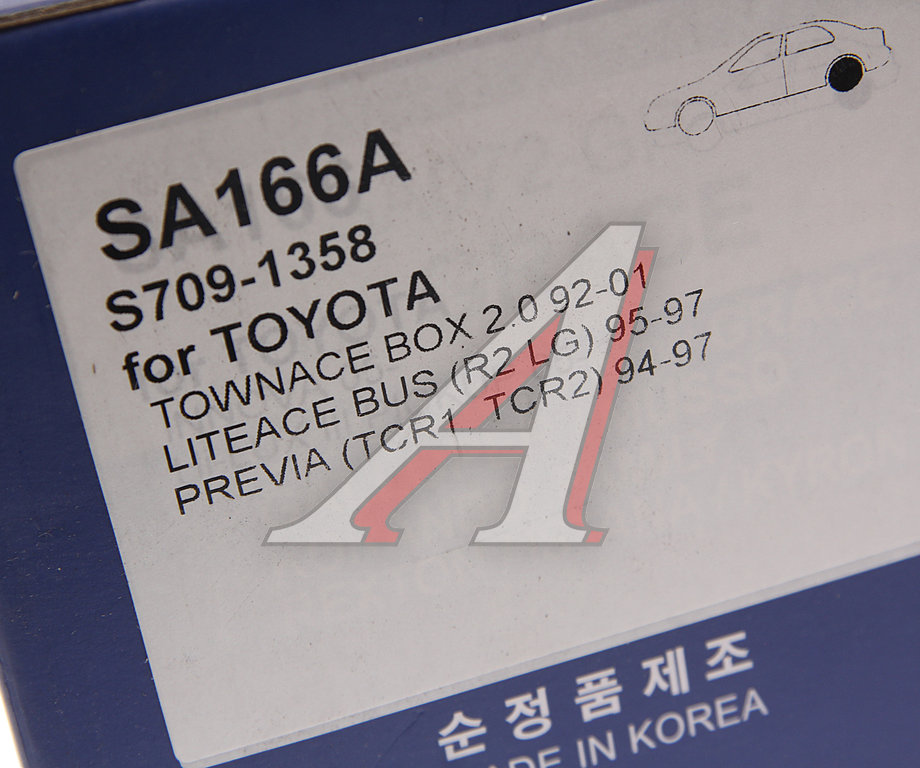 SA166A
S709-1358
for TOYOTA
TOWNACE BOX 2.0 92-01
LITEACE BUS (R2 LG) 95-97
PREVIA (TCR1, TCR2) 94-97
순정품제조
MADE IN KOREA